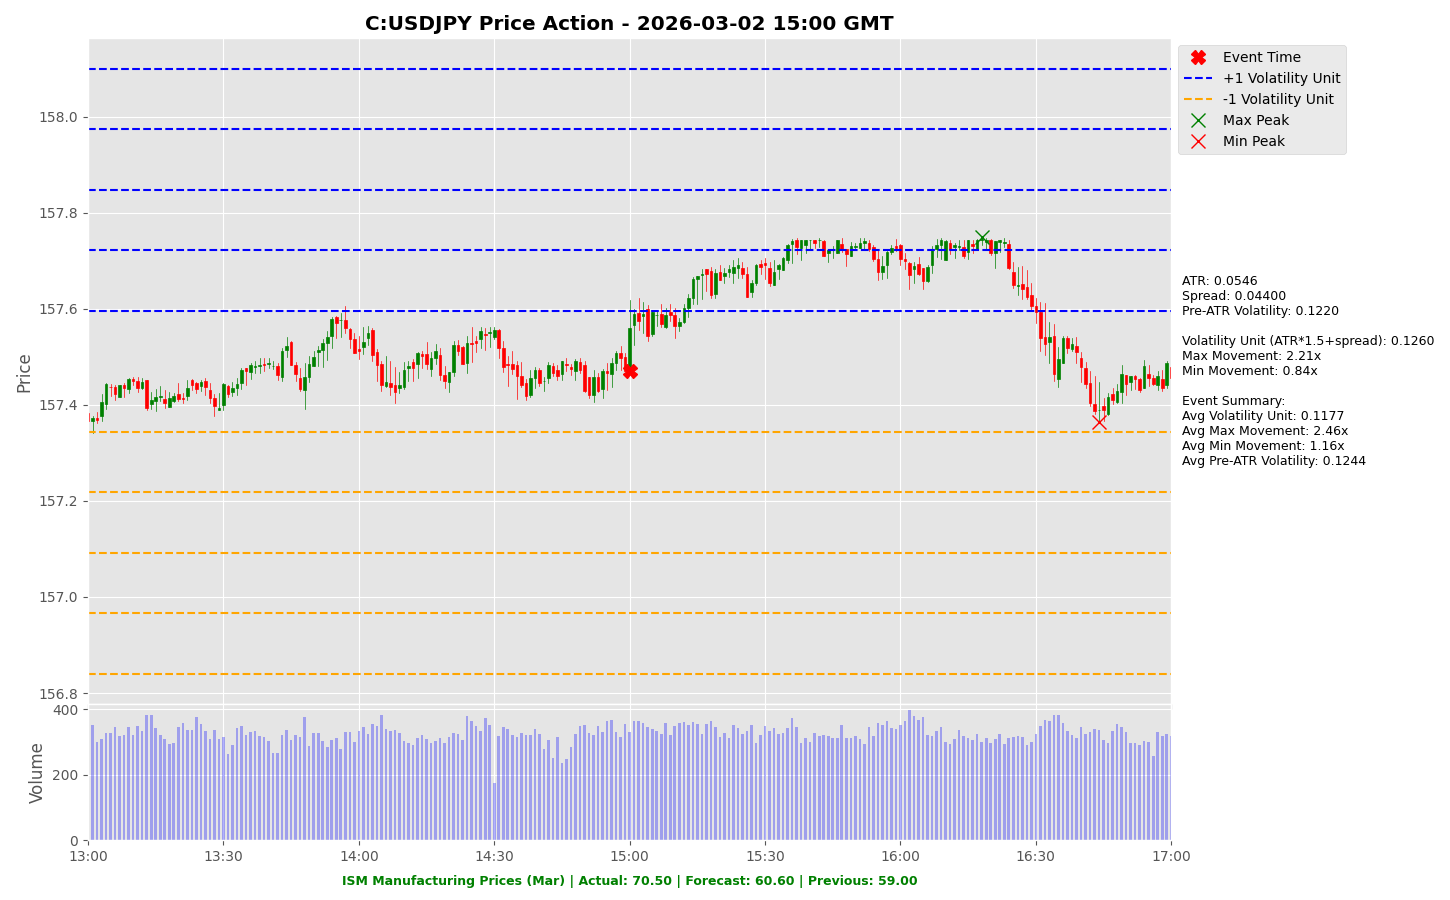 C:USDJPY Price Action - 2026-03-02 15:00 GMT
Event Time
+1 Volatility Unit
-1 Volatility Unit
Max Peak
Min Peak
158.0
157.8
157.6
157.4
157.2
157.0
156.8
Price
ATR: 0.0546
Spread: 0.04400
Pre-ATR Volatility: 0.1220
Volatility Unit (ATR*1.5+spread): 0.1260
Max Movement: 2.21x
Min Movement: 0.84x
Event Summary:
Avg Volatility Unit: 0.1177
Avg Max Movement: 2.46x
Avg Min Movement: 1.16x
Avg Pre-ATR Volatility: 0.1244
400
200
0
Volume
13:00 13:30 14:00 14:30 15:00 15:30 16:00 16:30 17:00
ISM Manufacturing Prices (Mar) | Actual: 70.50 | Forecast: 60.60 | Previous: 59.00